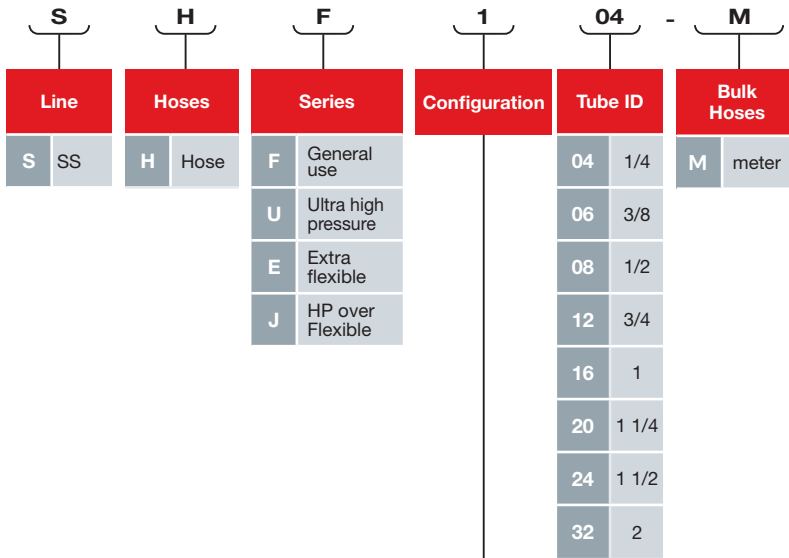 S H F 1 04 - M
Line Hoses Series Configuration Tube ID Bulk Hoses
S SS
H Hose
F General use
U Ultra high pressure
E Extra flexible
J HP over Flexible
04 1/4
06 3/8
08 1/2
12 3/4
16 1
20 1 1/4
24 1 1/2
32 2
M meter